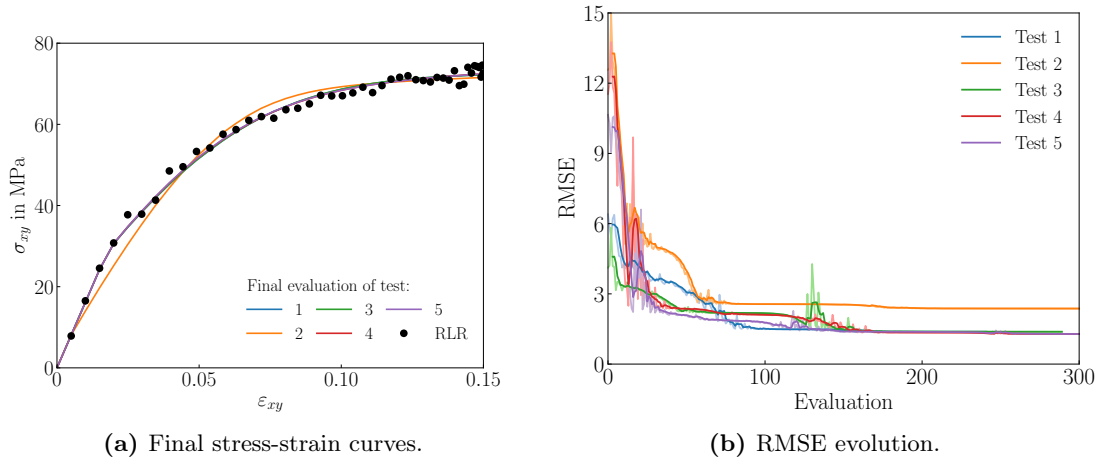 80
60
40
20
0
σxy in MPa
Final evaluation of test:
1 3 5
2 4 RLR
0 0.05 0.10 0.15
εxy
(a) Final stress-strain curves.
15
12
9
6
3
0
RMSE
Test 1
Test 2
Test 3
Test 4
Test 5
0 100 200 300
Evaluation
(b) RMSE evolution.